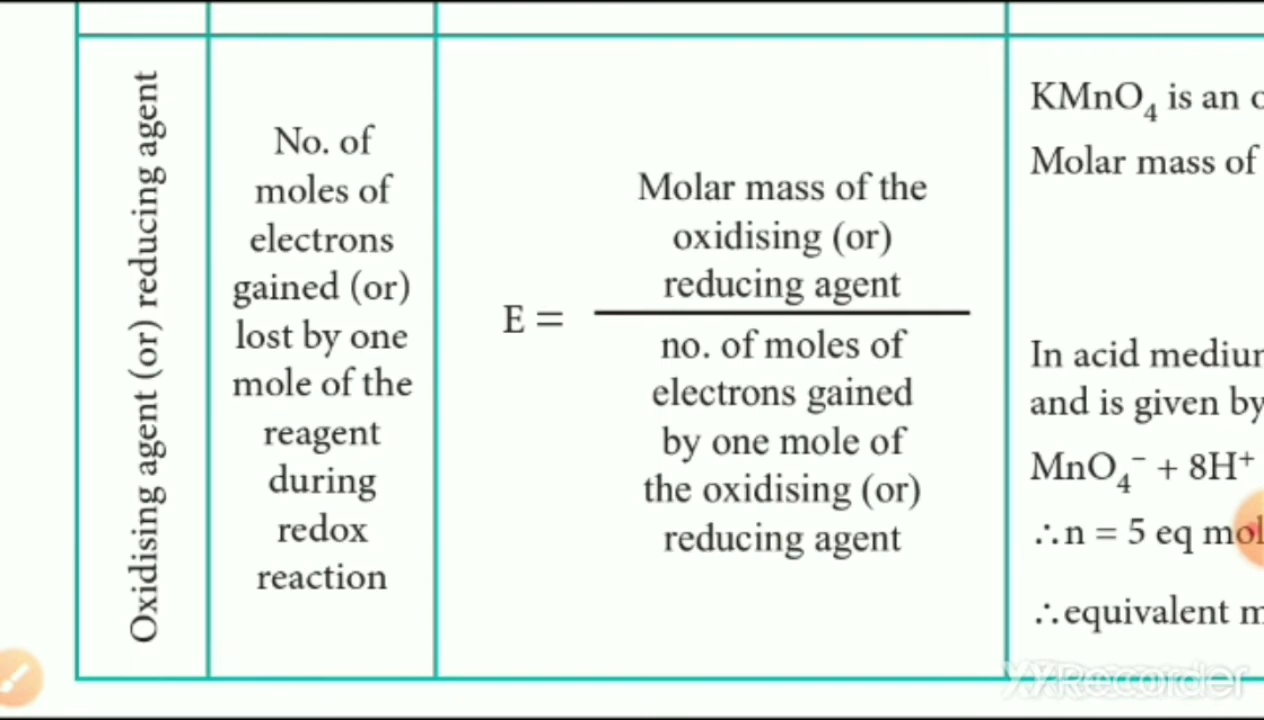 Oxidising agent (or) reducing agent
No. of
moles of
electrons
gained (or)
lost by one
mole of the
reagent
during
redox
reaction
E =
Molar mass of the
oxidising (or)
reducing agent
no. of moles of
electrons gained
by one mole of
the oxidising (or)
reducing agent
KMnO₄ is an
Molar mass of
In acid
and is given by
MnO₄⁻ + 8H⁺
∴n = 5 eq
∴equivalent
XRecorder